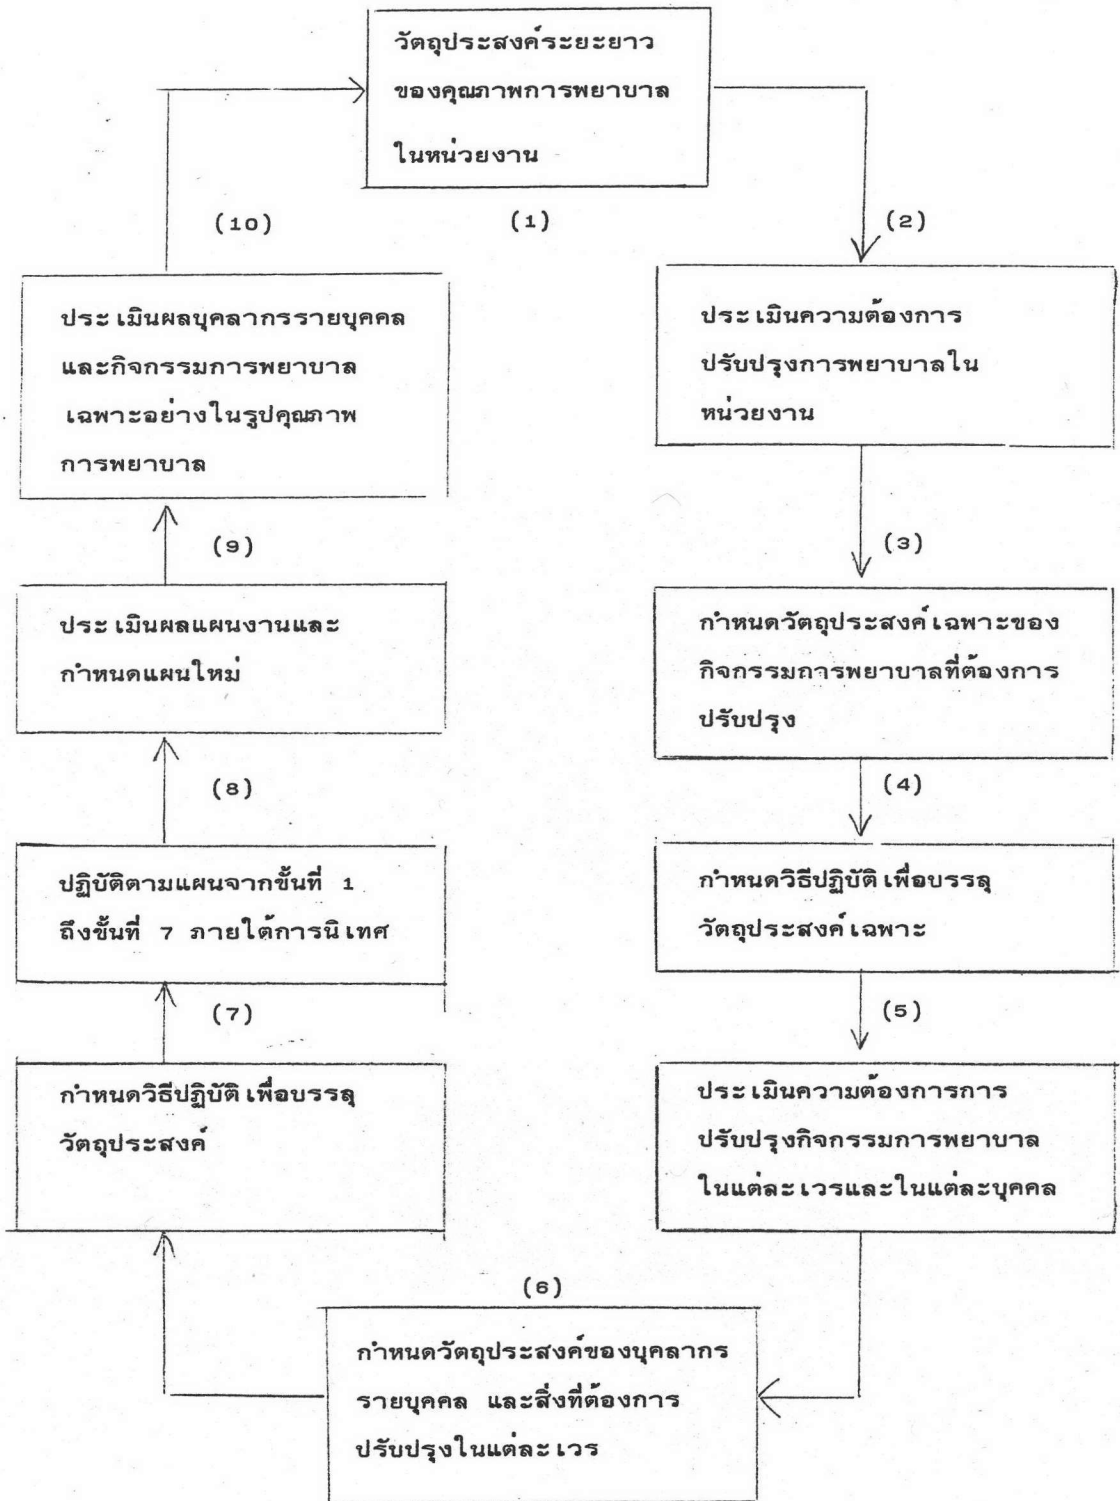 วัตถุประสงค์ระยะยาว
ของคุณภาพการพยาบาล
ในหน่วยงาน
(1)
(2)
ประเมินความต้องการ
ปรับปรุงการพยาบาลใน
หน่วยงาน
(3)
กำหนดวัตถุประสงค์เฉพาะของ
กิจกรรมการพยาบาลที่ต้องการ
ปรับปรุง
(4)
กำหนดวิธีปฏิบัติเพื่อบรรลุ
วัตถุประสงค์เฉพาะ
(5)
ประเมินความต้องการการ
ปรับปรุงกิจกรรมการพยาบาล
ในแต่ละเวรและในแต่ละบุคคล
(6)
กำหนดวัตถุประสงค์ของบุคลากร
รายบุคคล และสิ่งที่ต้องการ
ปรับปรุงในแต่ละเวร
กำหนดวิธีปฏิบัติเพื่อบรรลุ
วัตถุประสงค์
(7)
ปฏิบัติตามแผนจากขั้นที่ 1
ถึงขั้นที่ 7 ภายใต้การนิเทศ
(8)
ประเมินผลแผนงานและ
กำหนดแผนใหม่
(9)
ประเมินผลบุคลากรรายบุคคล
และกิจกรรมการพยาบาล
เฉพาะอย่างในรูปคุณภาพ
การพยาบาล
(10)